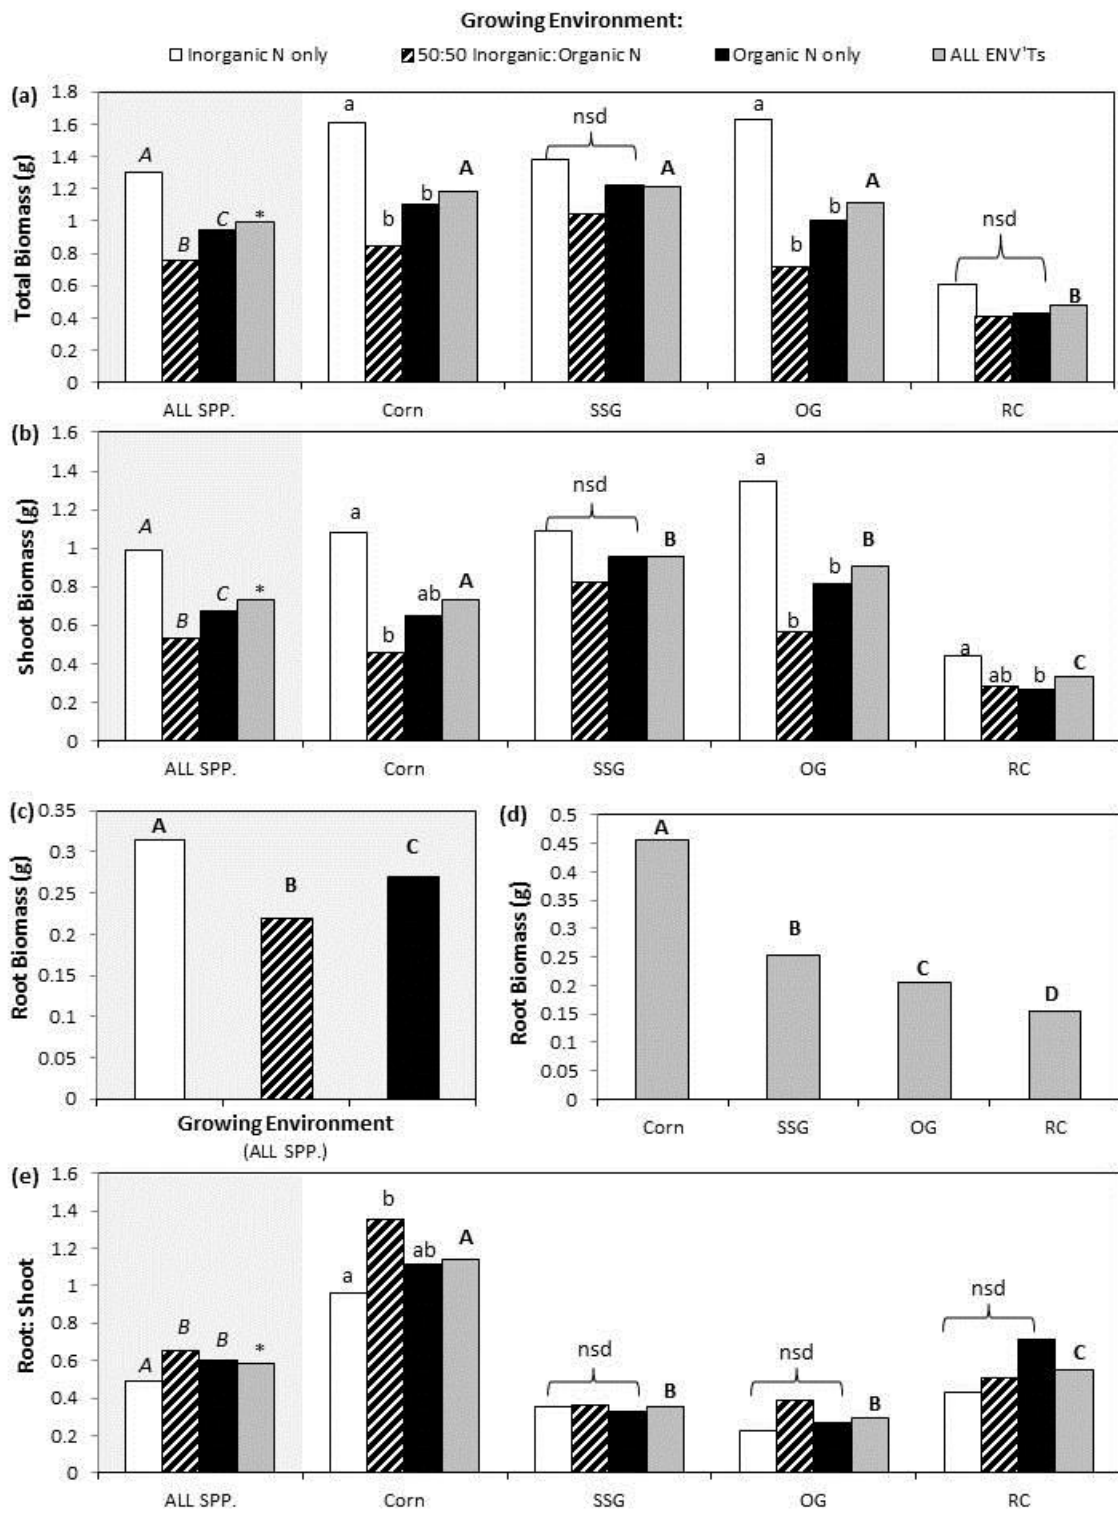 Growing Environment:
Inorganic N only 50:50 Inorganic:Organic N Organic N only ALL ENV'Ts
(a)
Total Biomass (g)
1.8
1.6
1.4
1.2
1
0.8
0.6
0.4
0.2
0
A B C *
a b b A
nsd A
a b b A
nsd B
ALL SPP. Corn SSG OG RC
(b)
Shoot Biomass (g)
1.6
1.4
1.2
1
0.8
0.6
0.4
0.2
0
A B C *
a b ab A
nsd B
a b b B
a ab b C
ALL SPP. Corn SSG OG RC
(c)
Root Biomass (g)
0.35
0.3
0.25
0.2
0.15
0.1
0.05
0
A B C
Growing Environment
(ALL SPP.)
(d)
Root Biomass (g)
0.5
0.45
0.4
0.35
0.3
0.25
0.2
0.15
0.1
0.05
0
A B C D
Corn SSG OG RC
(e)
Root: Shoot
1.6
1.4
1.2
1
0.8
0.6
0.4
0.2
0
A B B *
a b ab A
nsd B
nsd B
nsd C
ALL SPP. Corn SSG OG RC